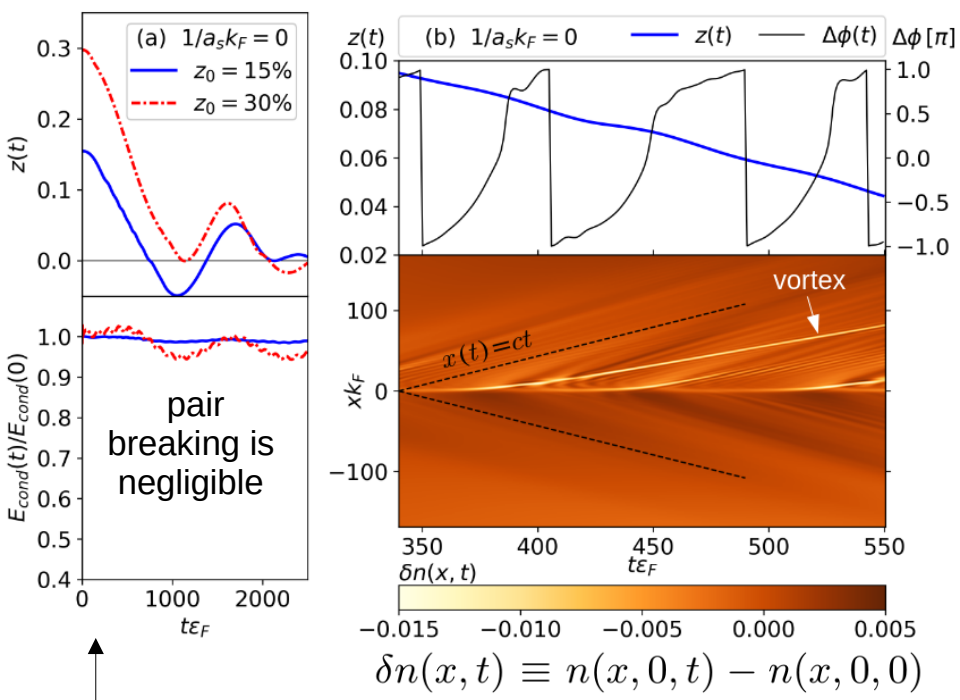 (a) 1/a_s k_F = 0
z_0 = 15%
z_0 = 30%
z(t)
0.3
0.2
0.1
0.0
E_cond(t)/E_cond(0)
1.0
0.9
0.8
0.7
0.6
0.5
0.4
pair
breaking is
negligible
0 1000 2000
tε_F
z(t) (b) 1/a_s k_F = 0 z(t) Δϕ(t) Δϕ [π]
0.10
0.08
0.06
0.04
0.02
1.0
0.5
0.0
−0.5
−1.0
vortex
x(t)=ct
xk_F
100
0
−100
350 400 450 500 550
tε_F
δn(x, t)
−0.015 −0.010 −0.005 0.000 0.005
δn(x, t) ≡ n(x, 0, t) − n(x, 0, 0)